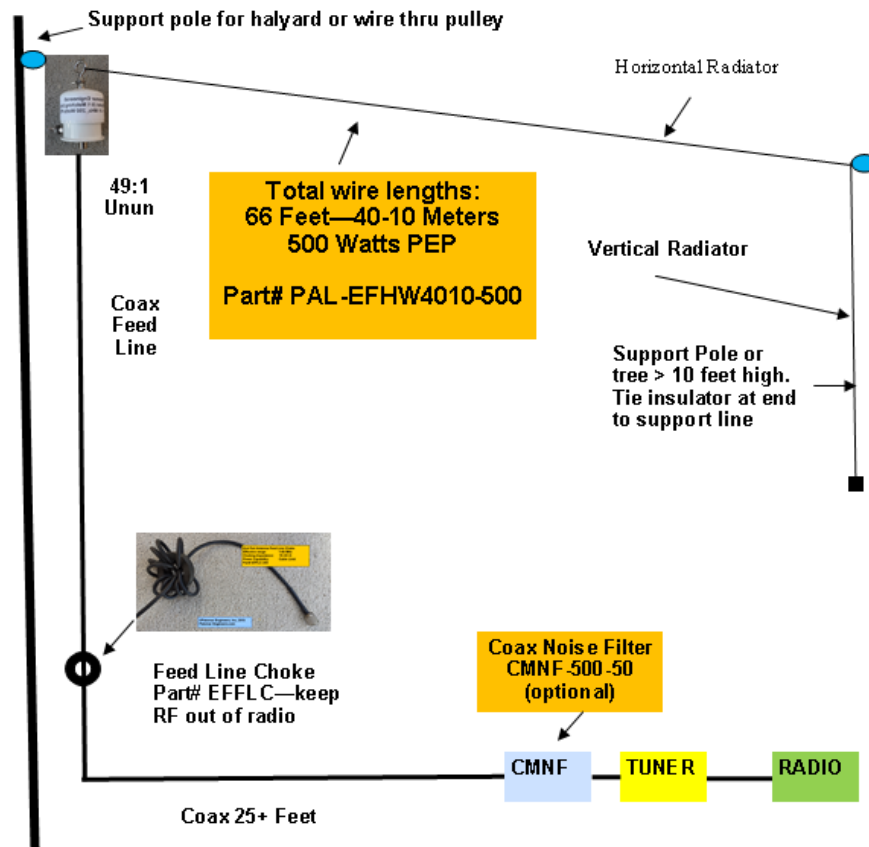 Support pole for halyard or wire thru pulley
Horizontal Radiator
49:1
Unun
Total wire lengths:
66 Feet—40-10 Meters
500 Watts PEP
Part# PAL-EFHW4010-500
Vertical Radiator
Coax
Feed
Line
Support Pole or
tree > 10 feet high.
Tie insulator at end
to support line
Feed Line Choke
Part# EFFLC—keep
RF out of radio
Coax Noise Filter
CMNF-500-50
(optional)
CMNF
TUNER
RADIO
Coax 25+ Feet